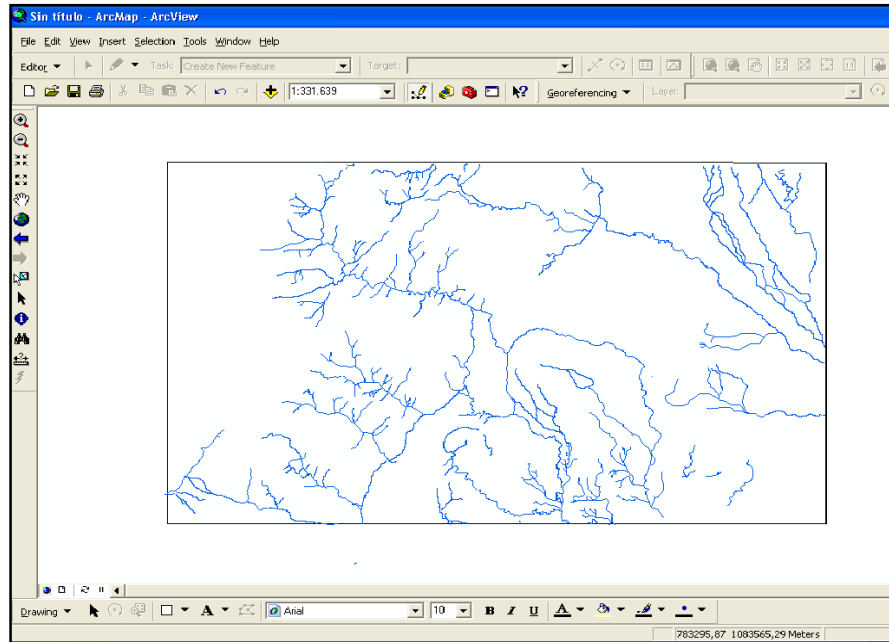 Sin título - ArcMap - ArcView
File Edit View Insert Selection Tools Window Help
Editor Task: Create New Feature Target:
1:331.639 Georeferencing Layer:
Drawing A Arial 10 B I U A
783295,87 1083565,29 Meters